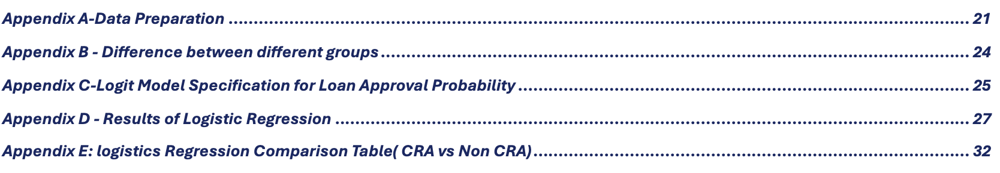 Appendix A-Data Preparation ........................................................................................................................ 21
Appendix B - Difference between different groups ........................................................................................................................ 24
Appendix C-Logit Model Specification for Loan Approval Probability ........................................................................................................................ 25
Appendix D - Results of Logistic Regression ........................................................................................................................ 27
Appendix E: logistics Regression Comparison Table( CRA vs Non CRA) ........................................................................................................................ 32